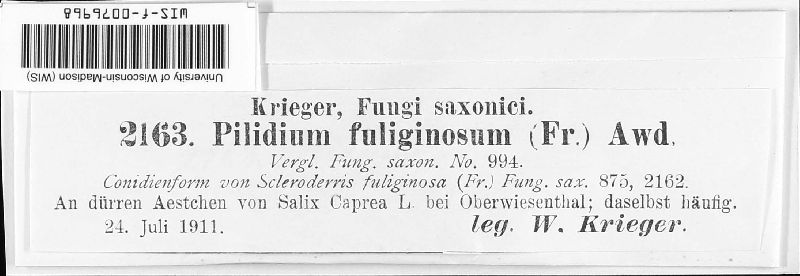 WIS-f-0076968
University of Wisconsin-Madison (WIS)
Krieger, Fungi saxonici.
2163. Pilidium fuliginosum (Fr.) Awd.
Vergl. Fung. saxon. No. 994.
Conidienform von Scleroderris fuliginosa (Fr.) Fung. sax. 875, 2162.
An dürren Aestchen von Salix Caprea L. bei Oberwiesenthal; daselbst häufig.
24. Juli 1911. leg. W. Krieger.